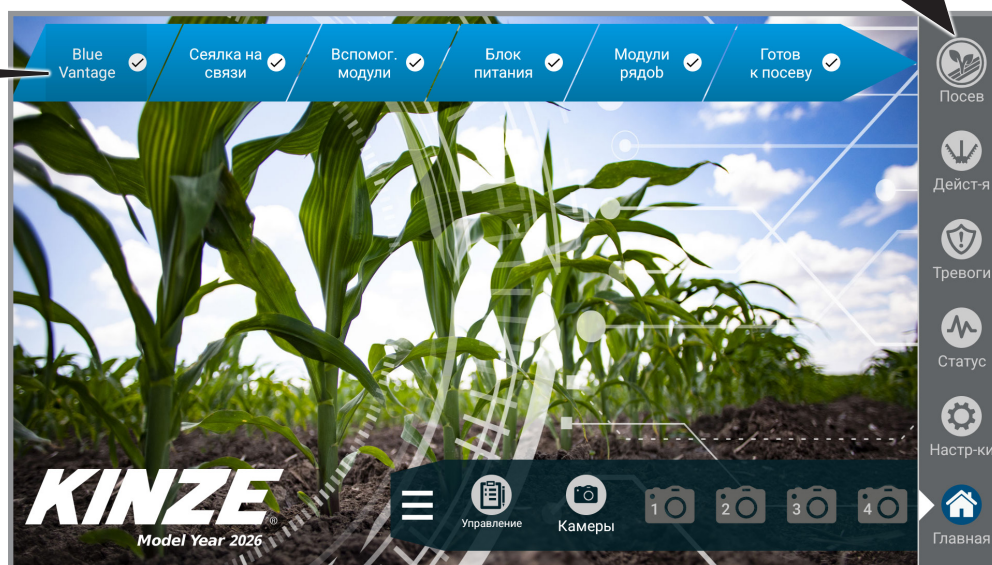 Blue
Vantage
Сеялка на
связи
Вспомог.
модули
Блок
питания
Модули
рядоb
Готов
к посеву
Посев
Дейст-я
Тревоги
Статус
Настр-ки
Главная
KINZE®
Model Year 2026
Управление
Камеры
1
2
3
4